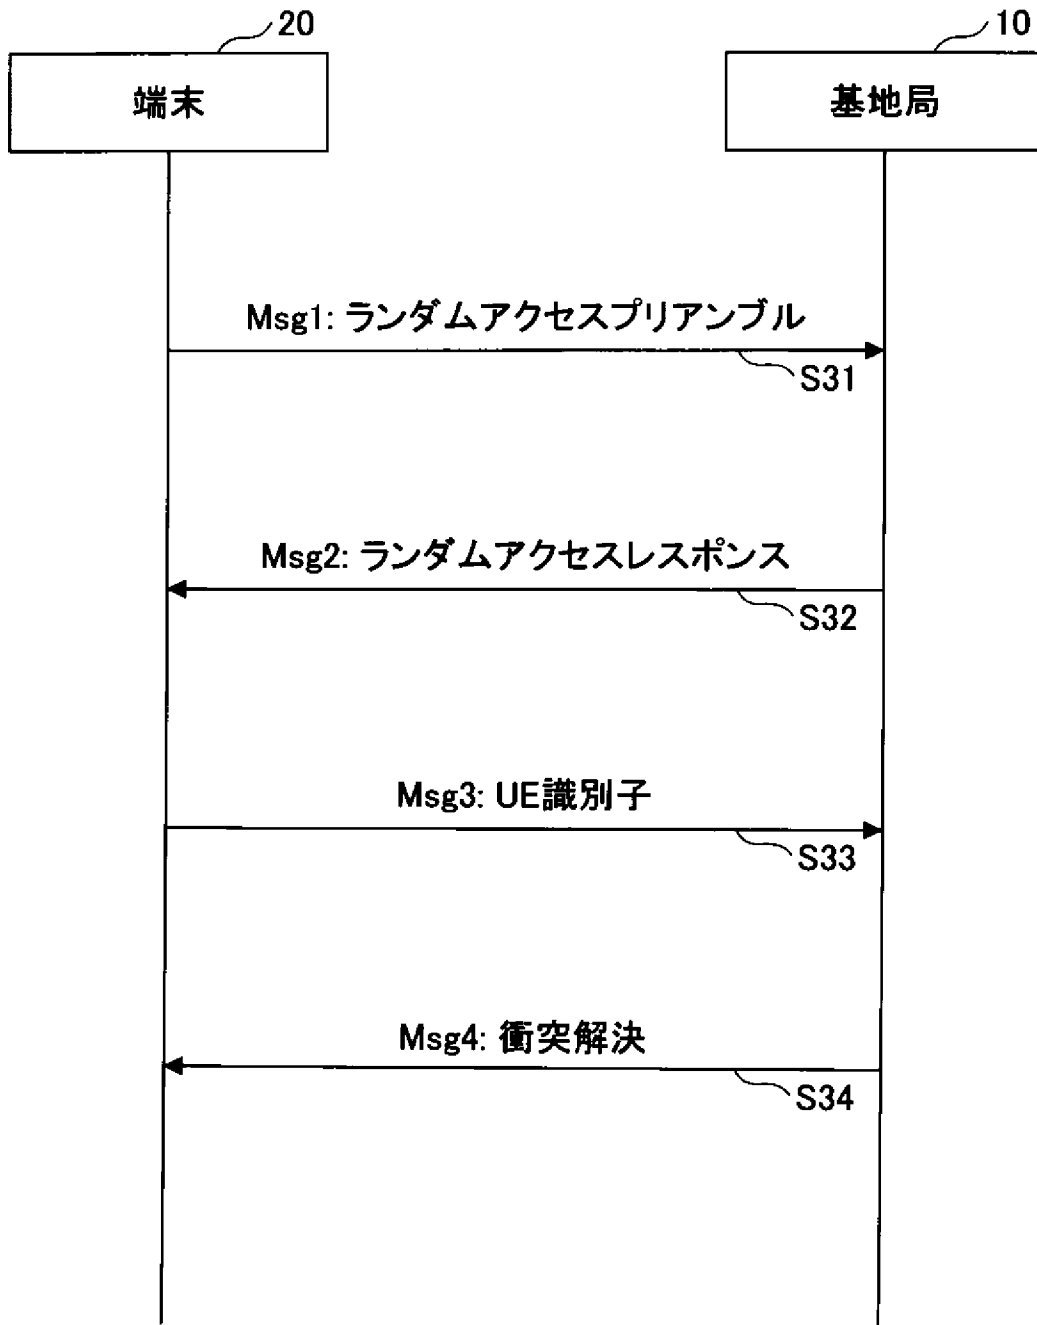 20
10
端末
基地局
Msg1: ランダムアクセスプリアンブル
S31
Msg2: ランダムアクセスレスポンス
S32
Msg3: UE識別子
S33
Msg4: 衝突解決
S34